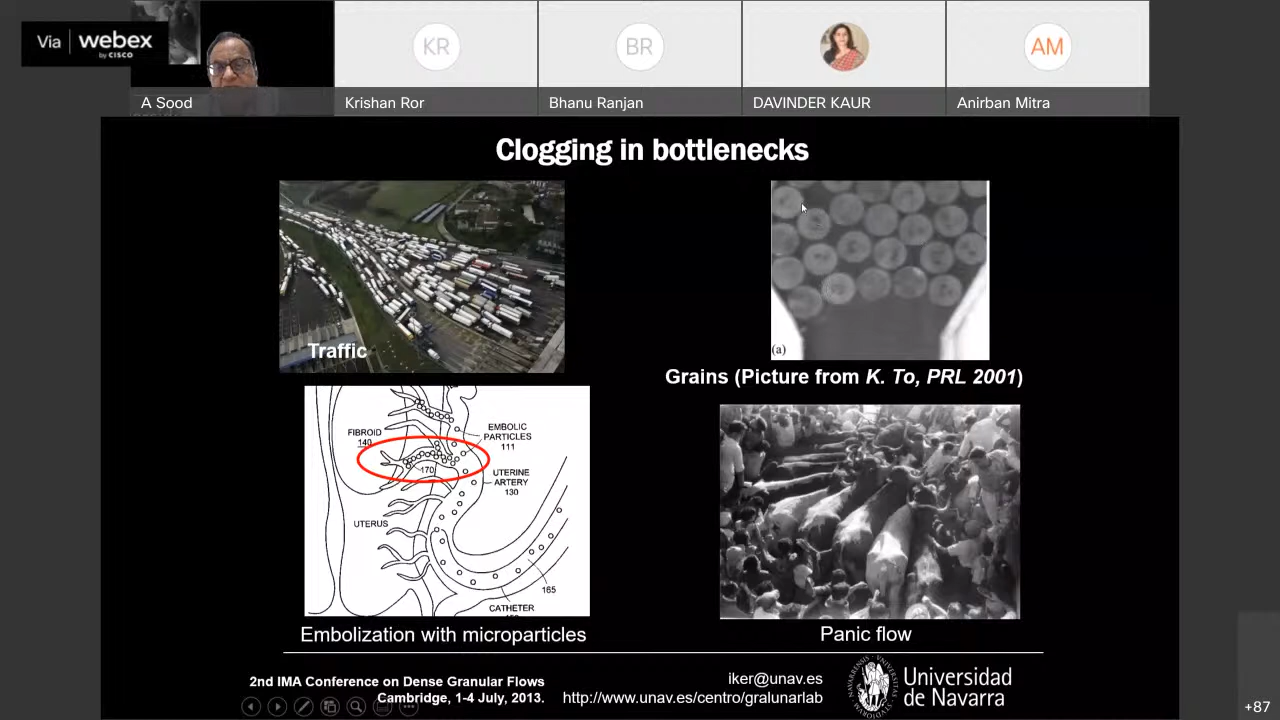 Via webex
by CISCO
KR
BR
AM
A Sood
Krishan Ror
Bhanu Ranjan
DAVINDER KAUR
Anirban Mitra
Clogging in bottlenecks
Traffic
(a)
Grains (Picture from K. To, PRL 2001)
FIBROID
140
EMBOLIC
PARTICLES
111
170
UTERINE
ARTERY
130
UTERUS
165
CATHETER
Embolization with microparticles
Panic flow
2nd IMA Conference on Dense Granular Flows
Cambridge, 1-4 July, 2013.
iker@unav.es
http://www.unav.es/centro/gralunarlab
Universidad
de Navarra
+87